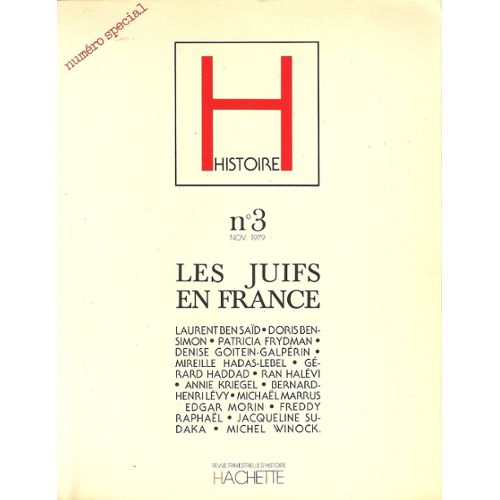 numéro special
H
HISTOIRE
n°3
NOV. 1979
LES JUIFS
EN FRANCE
LAURENT BEN SAÏD • DORIS BEN-
SIMON • PATRICIA FRYDMAN •
DENISE GOITEIN-GALPÉRIN •
MIREILLE HADAS-LEBEL • GÉ-
RARD HADDAD • RAN HALÉVI
• ANNIE KRIEGEL • BERNARD-
HENRI LÉVY • MICHAËL MARRUS
EDGAR MORIN • FREDDY
RAPHAËL • JACQUELINE SU-
DAKA • MICHEL WINOCK.
REVUE TRIMESTRIELLE D'HISTOIRE
HACHETTE